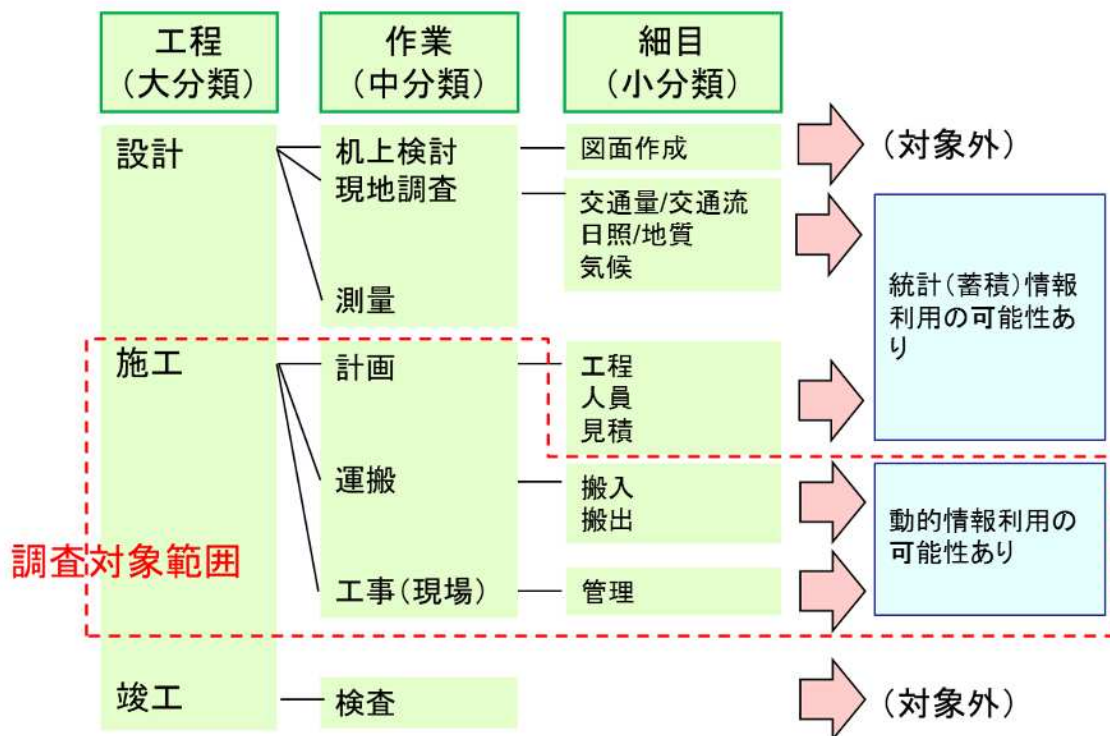 工程
（大分類）
作業
（中分類）
細目
（小分類）
設計
机上検討
現地調査
測量
図面作成
（対象外）
交通量/交通流
日照/地質
気候
統計（蓄積）情報
利用の可能性あ
り
施工
計画
工程
人員
見積
運搬
搬入
搬出
動的情報利用の
可能性あり
調査対象範囲
工事（現場）
管理
竣工
検査
（対象外）